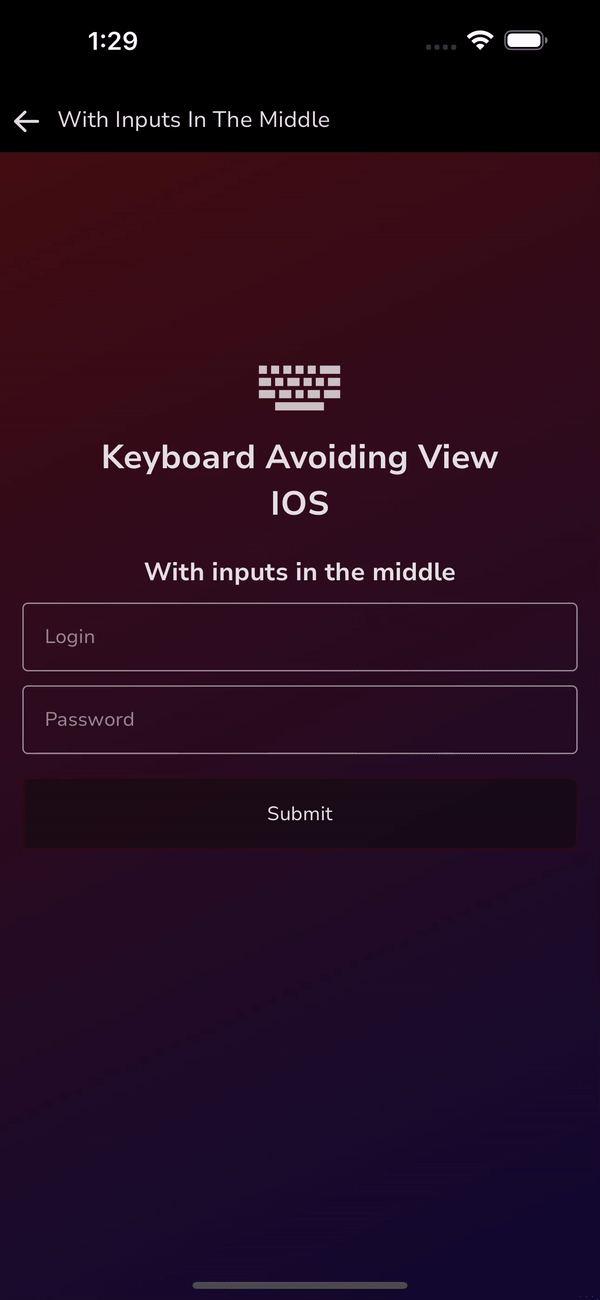 1:29
With Inputs In The Middle
Keyboard Avoiding View
IOS
With inputs in the middle
Login
Password
Submit